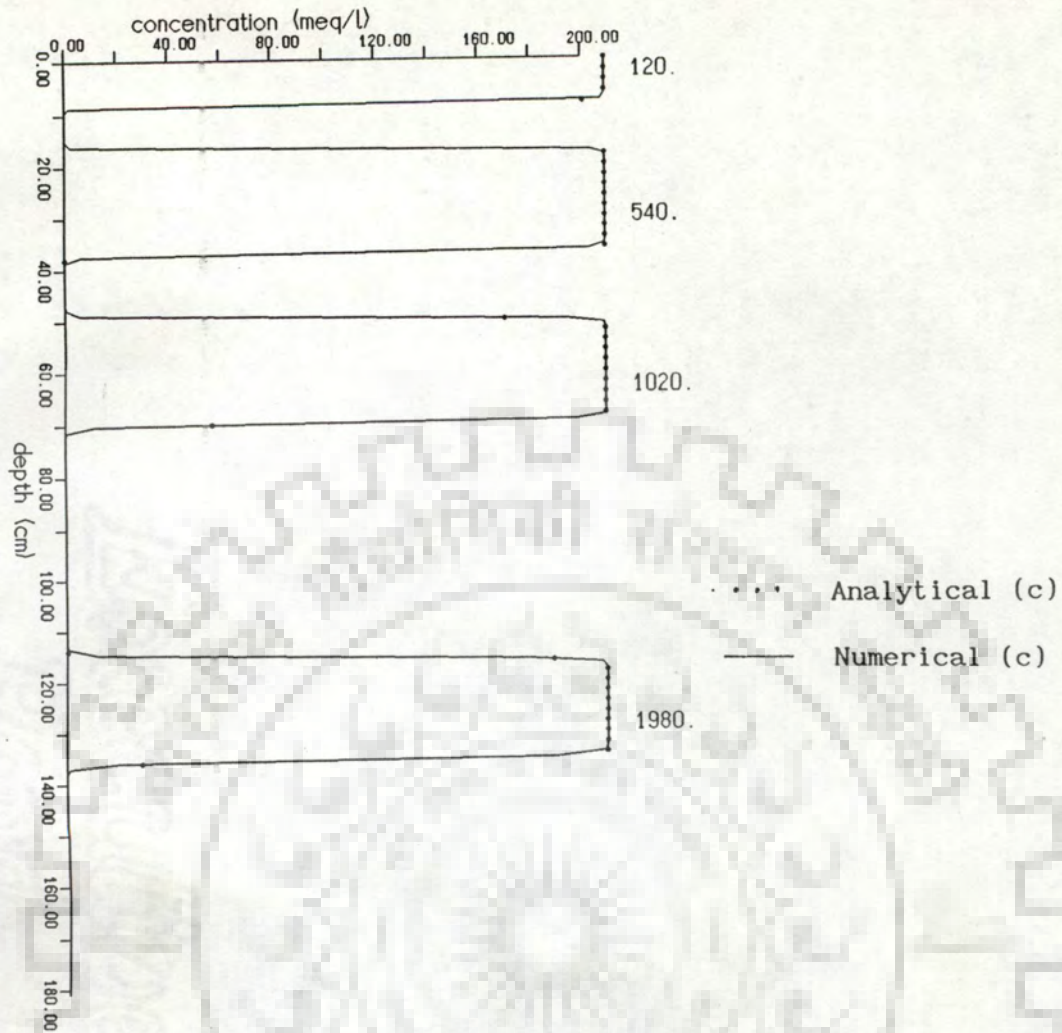 concentration (meq/l)
0.00 40.00 80.00 120.00 160.00 200.00
0.00
20.00
40.00
60.00
80.00
100.00
120.00
140.00
160.00
180.00
depth (cm)
120.
540.
1020.
1980.
Analytical (c)
Numerical (c)